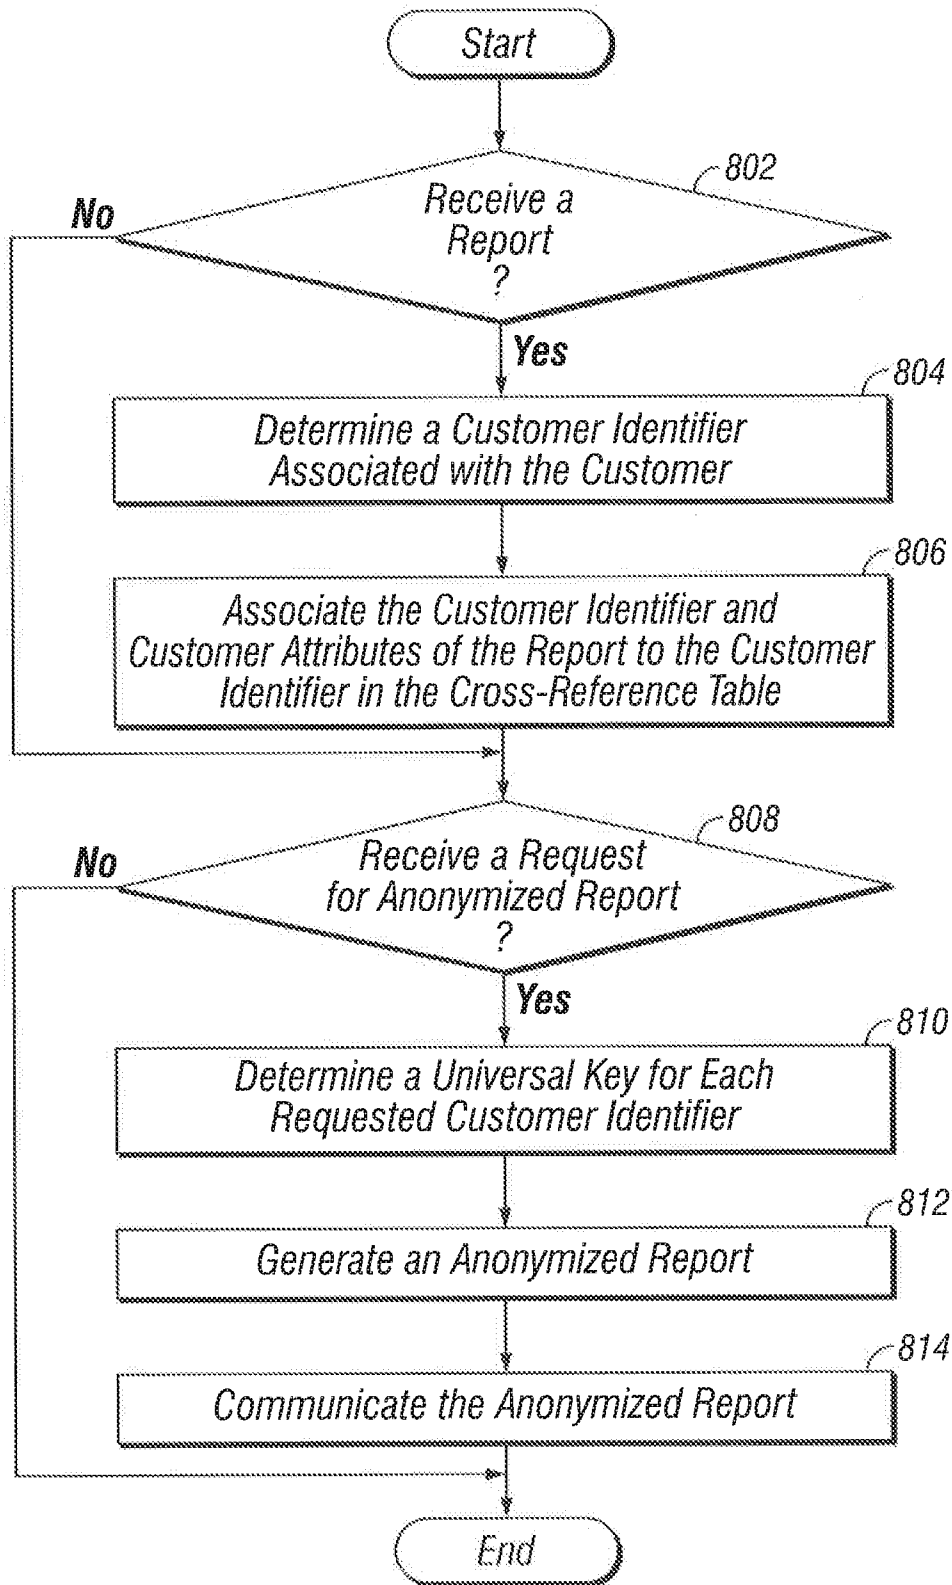 Start
802
Receive a
Report
?
No
Yes
804
Determine a Customer Identifier
Associated with the Customer
806
Associate the Customer Identifier and
Customer Attributes of the Report to the Customer
Identifier in the Cross-Reference Table
808
Receive a Request
for Anonymized Report
?
No
Yes
810
Determine a Universal Key for Each
Requested Customer Identifier
812
Generate an Anonymized Report
814
Communicate the Anonymized Report
End